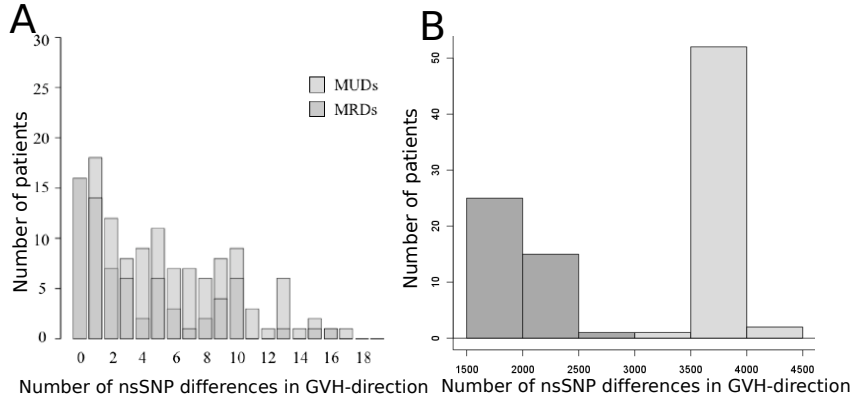 A
Number of patients
30
25
20
15
10
5
0
MUDs
MRDs
0 2 4 6 8 10 12 14 16 18
Number of nsSNP differences in GVH-direction
B
Number of patients
50
40
30
20
10
0
1500 2000 2500 3000 3500 4000 4500
Number of nsSNP differences in GVH-direction